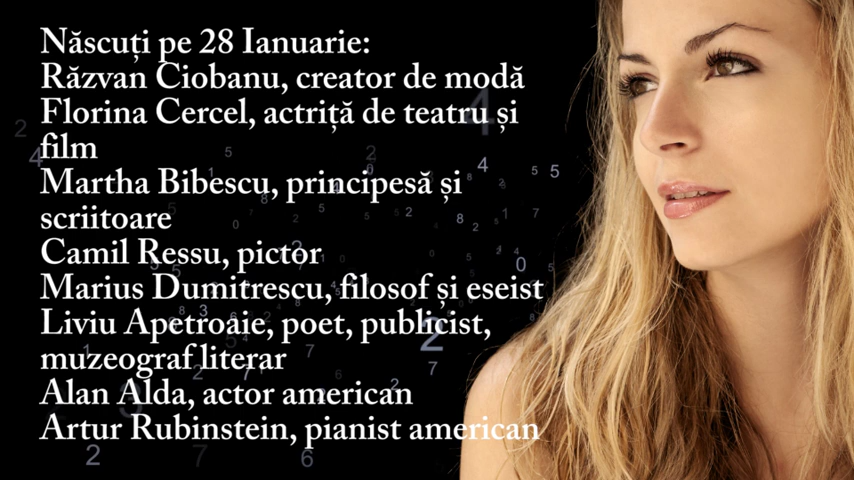 Născuți pe 28 Ianuarie:
Răzvan Ciobanu, creator de modă
Florina Cercel, actriță de teatru și
film
Martha Bibescu, principesă și
scriitoare
Camil Ressu, pictor
Marius Dumitrescu, filosof și eseist
Liviu Apetroaie, poet, publicist,
muzeograf literar
Alan Alda, actor american
Artur Rubinstein, pianist american